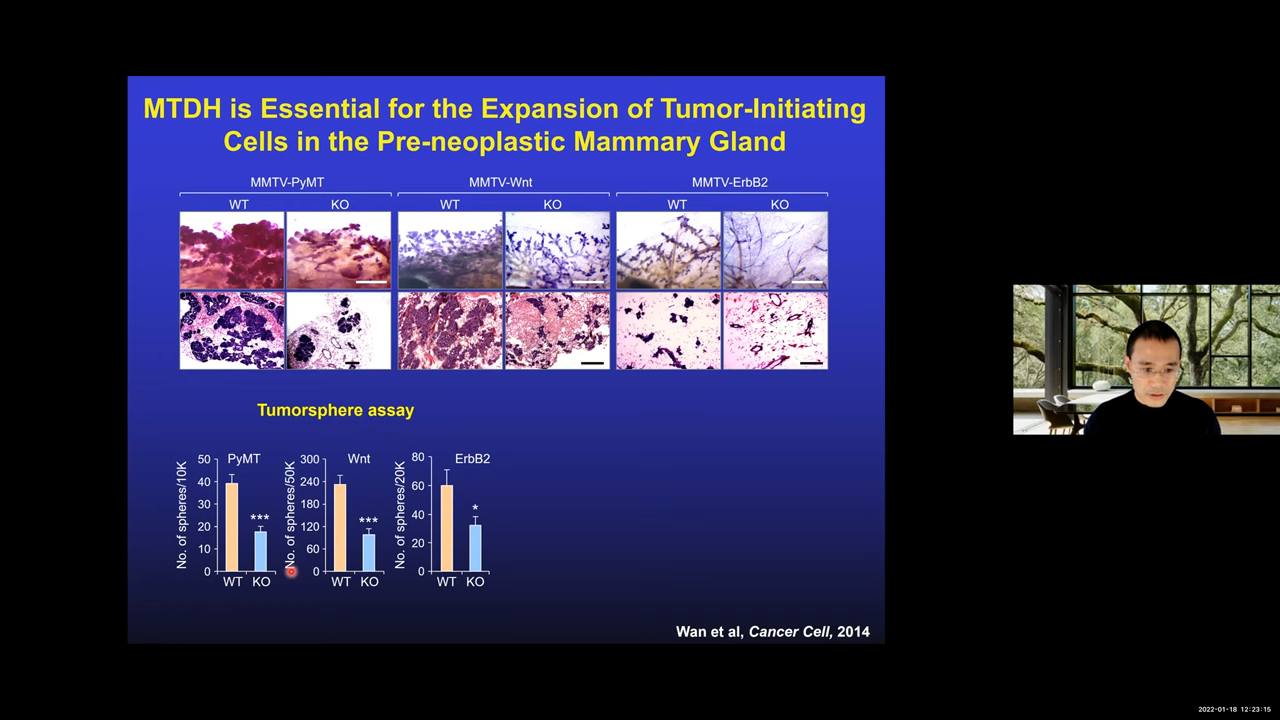 MTDH is Essential for the Expansion of Tumor-Initiating
Cells in the Pre-neoplastic Mammary Gland
MMTV-PyMT MMTV-Wnt MMTV-ErbB2
WT KO WT KO WT KO
Tumorsphere assay
PyMT
No. of spheres/10K
50
40
30
20
10
0
***
WT KO
Wnt
No. of spheres/50K
300
240
180
120
60
0
***
WT KO
ErbB2
No. of spheres/20K
80
60
40
20
0
*
WT KO
Wan et al, Cancer Cell, 2014
2022-01-18 12:23:15